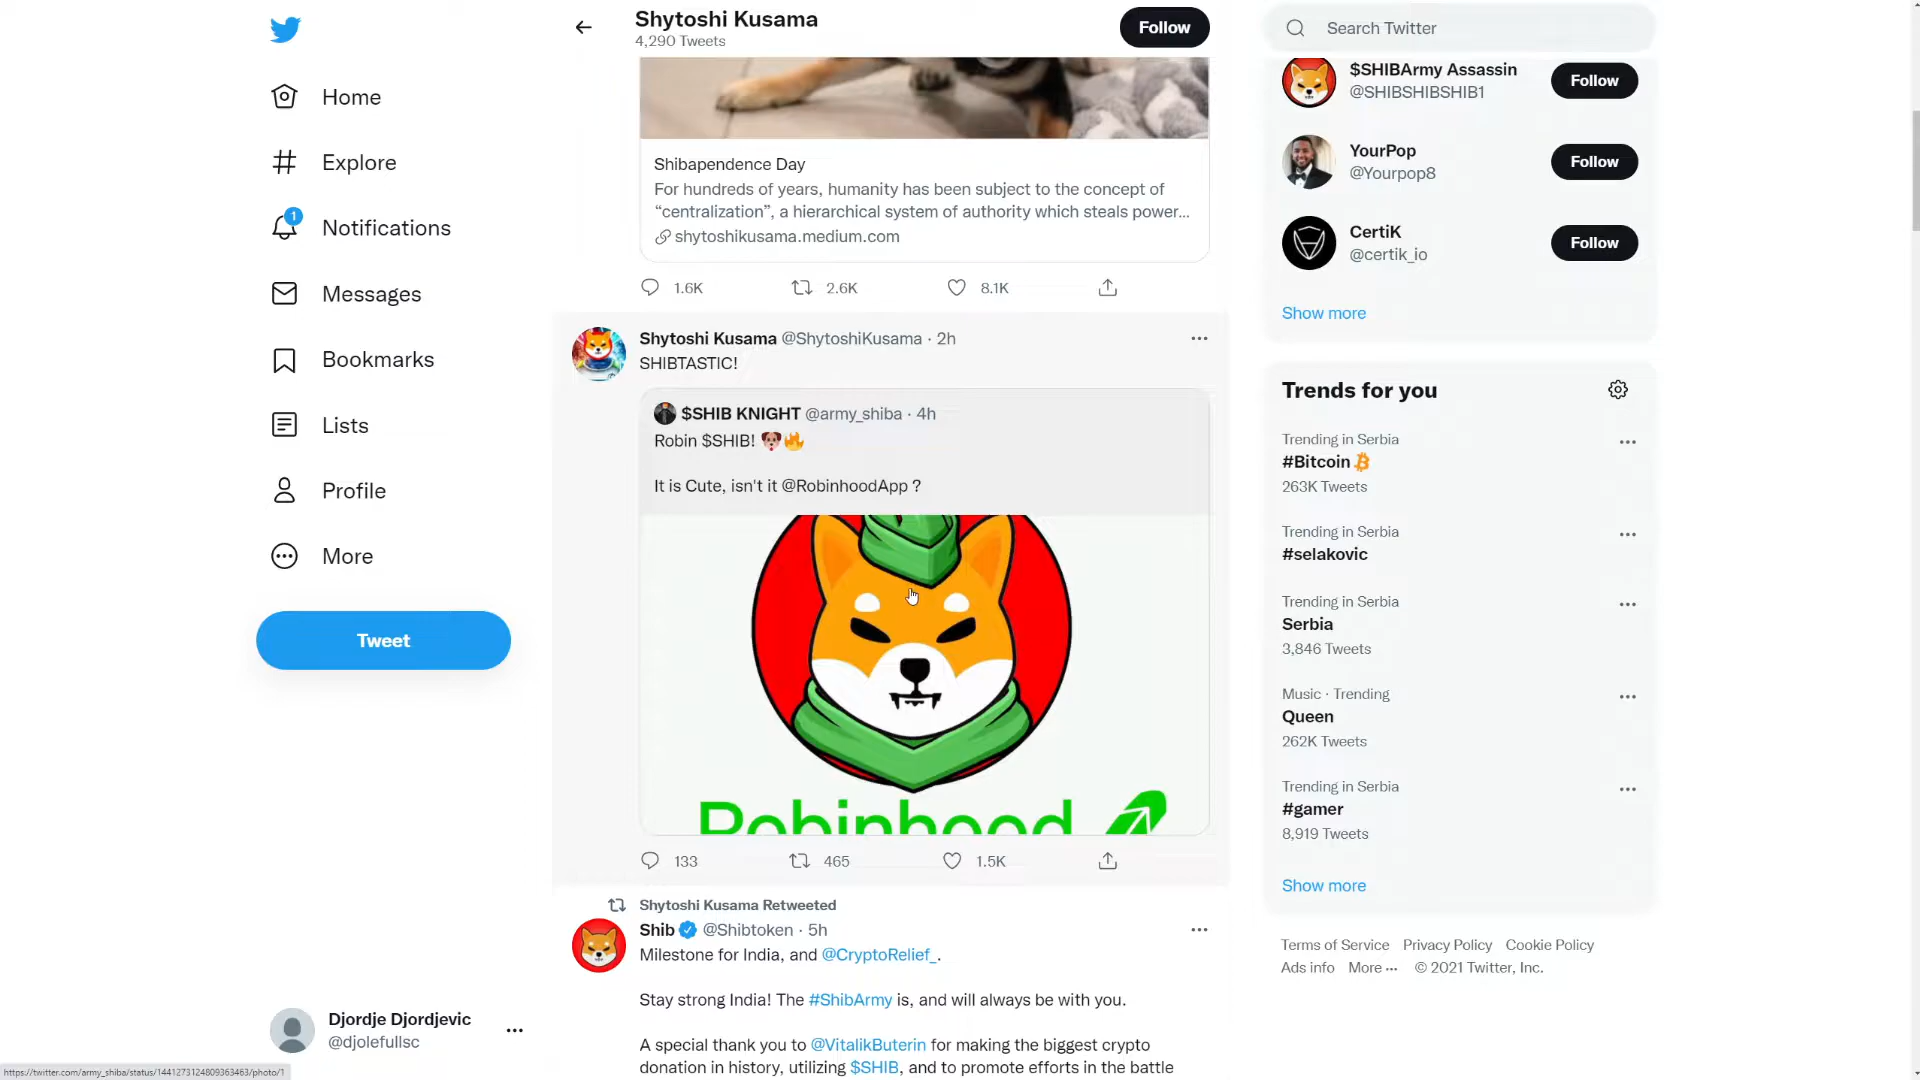 Home
Explore
1
Notifications
Messages
Bookmarks
Lists
Profile
More
Tweet
Djordje Djordjevic
@djolefullsc
https://twitter.com/army_shiba/status/1441273124809363463/photo/1
Shytoshi Kusama
4,290 Tweets
Follow
Shibapendence Day
For hundreds of years, humanity has been subject to the concept of
“centralization”, a hierarchical system of authority which steals power...
shytoshikusama.medium.com
1.6K 2.6K 8.1K
Shytoshi Kusama @ShytoshiKusama · 2h
SHIBTASTIC!
$SHIB KNIGHT @army_shiba · 4h
Robin $SHIB! 🐶🔥
It is Cute, isn't it @RobinhoodApp ?
Robinhood
133 465 1.5K
Shytoshi Kusama Retweeted
Shib @Shibtoken · 5h
Milestone for India, and @CryptoRelief_.
Stay strong India! The #ShibArmy is, and will always be with you.
A special thank you to @VitalikButerin for making the biggest crypto
donation in history, utilizing $SHIB, and to promote efforts in the battle
Search Twitter
$SHIBArmy Assassin
@SHIBSHIBSHIB1
Follow
YourPop
@Yourpop8
Follow
CertiK
@certik_io
Follow
Show more
Trends for you
Trending in Serbia
#Bitcoin
263K Tweets
Trending in Serbia
#selakovic
Trending in Serbia
Serbia
3,846 Tweets
Music · Trending
Queen
262K Tweets
Trending in Serbia
#gamer
8,919 Tweets
Show more
Terms of Service Privacy Policy Cookie Policy
Ads info More ··· © 2021 Twitter, Inc.